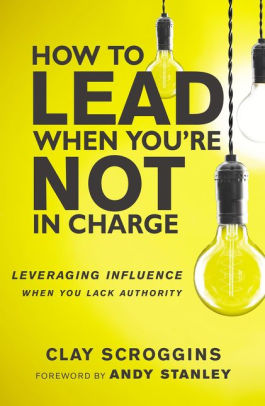 HOW TO
LEAD
WHEN YOU'RE
NOT
IN CHARGE
LEVERAGING INFLUENCE
WHEN YOU LACK AUTHORITY
CLAY SCROGGINS
FOREWORD BY ANDY STANLEY